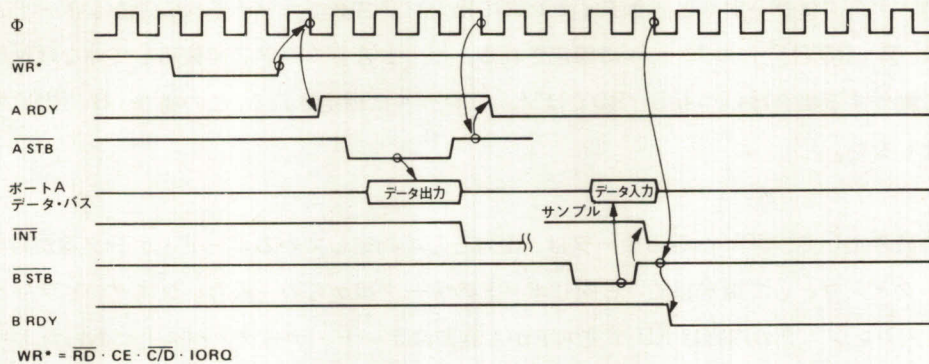 Φ
WR*
A RDY
A STB
ポートA
データ・バス
データ出力
データ入力
サンプル
INT
B STB
B RDY
WR* = RD · CE · C/D · IORQ